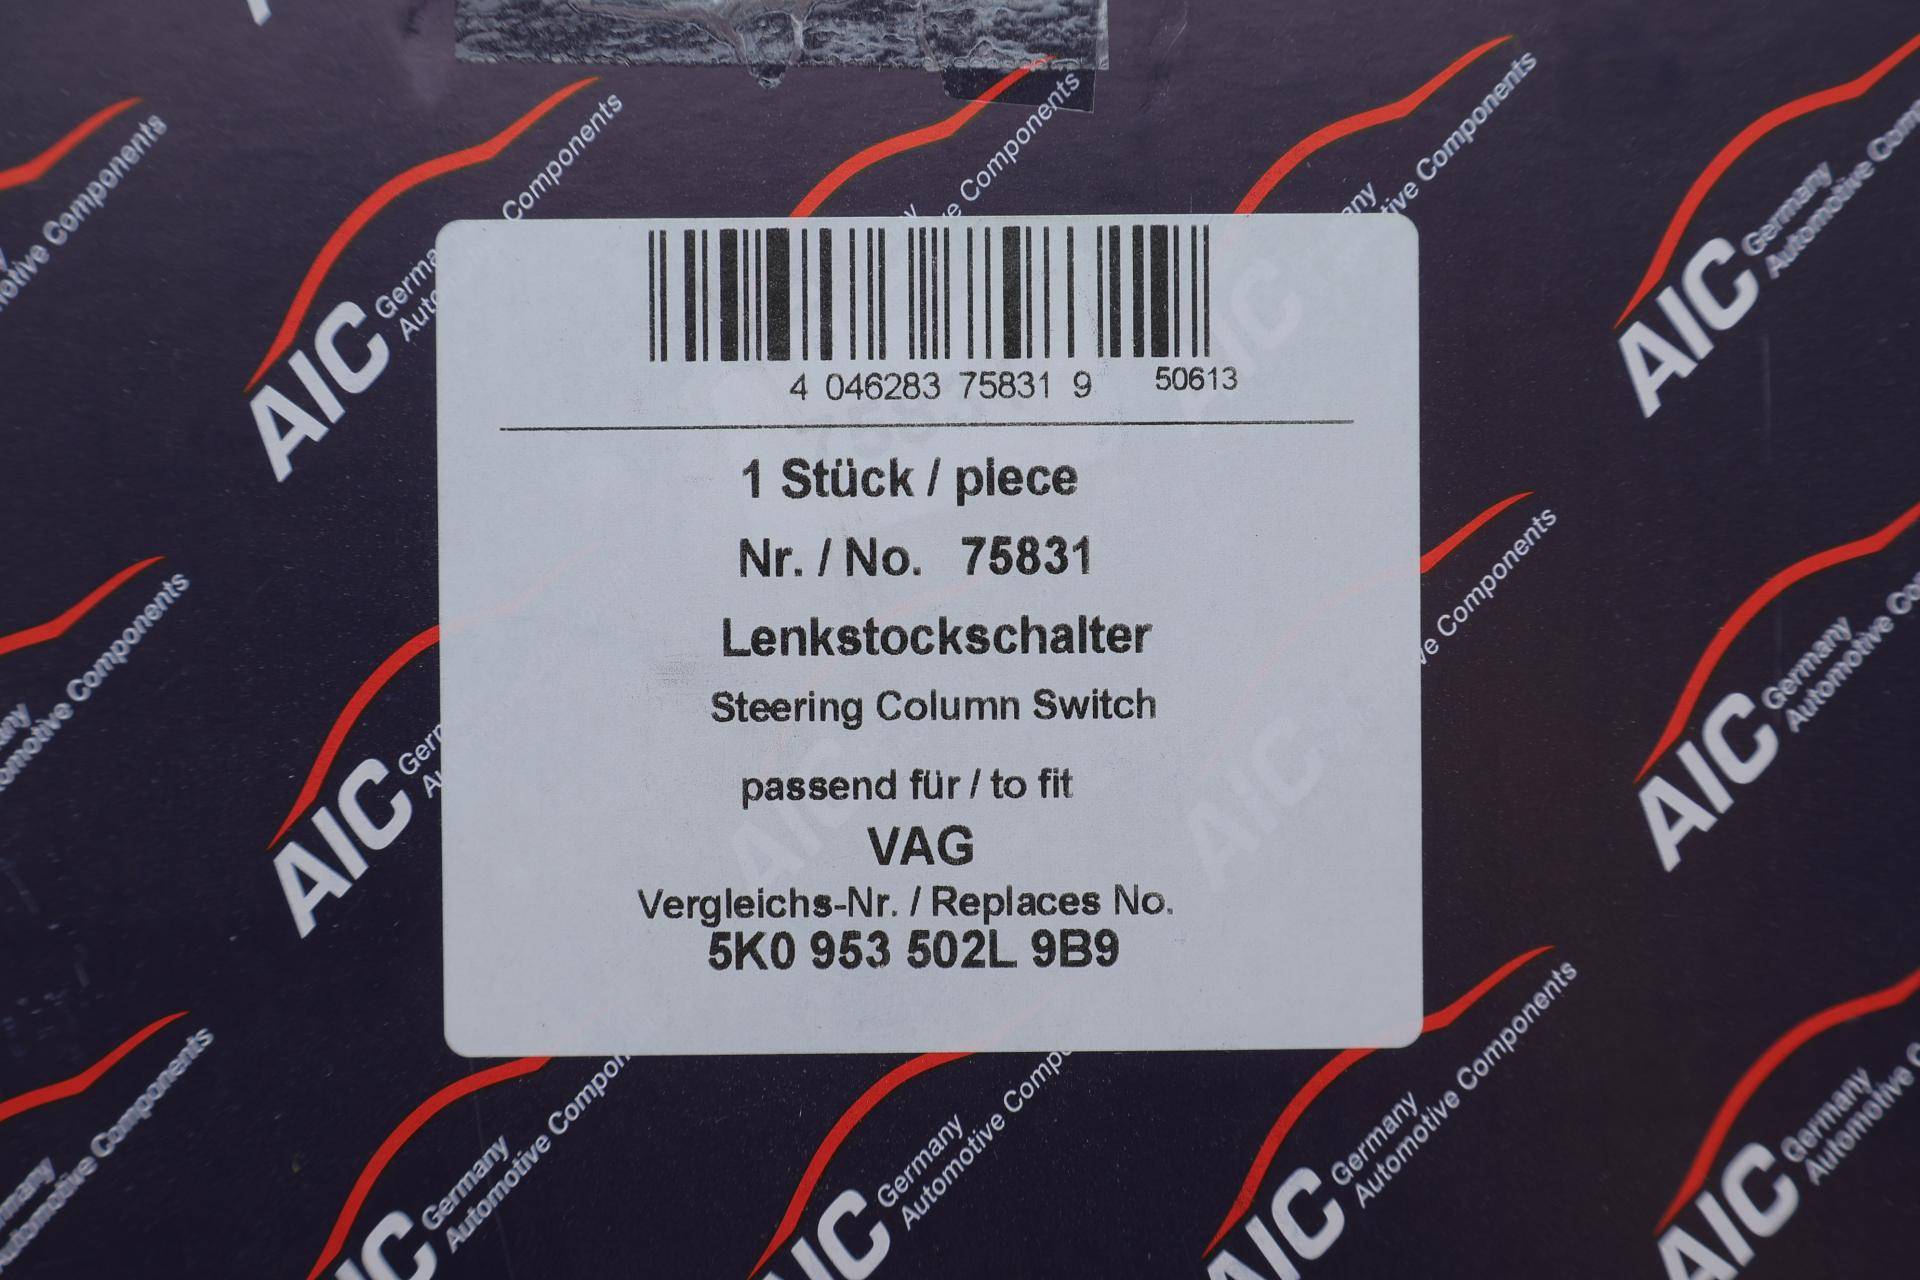 4 046283 75831 9 50613
1 Stück / piece
Nr. / No. 75831
Lenkstockschalter
Steering Column Switch
passend für / to fit
VAG
Vergleichs-Nr. / Replaces No.
5K0 953 502L 9B9
AIC Germany
Automotive Components